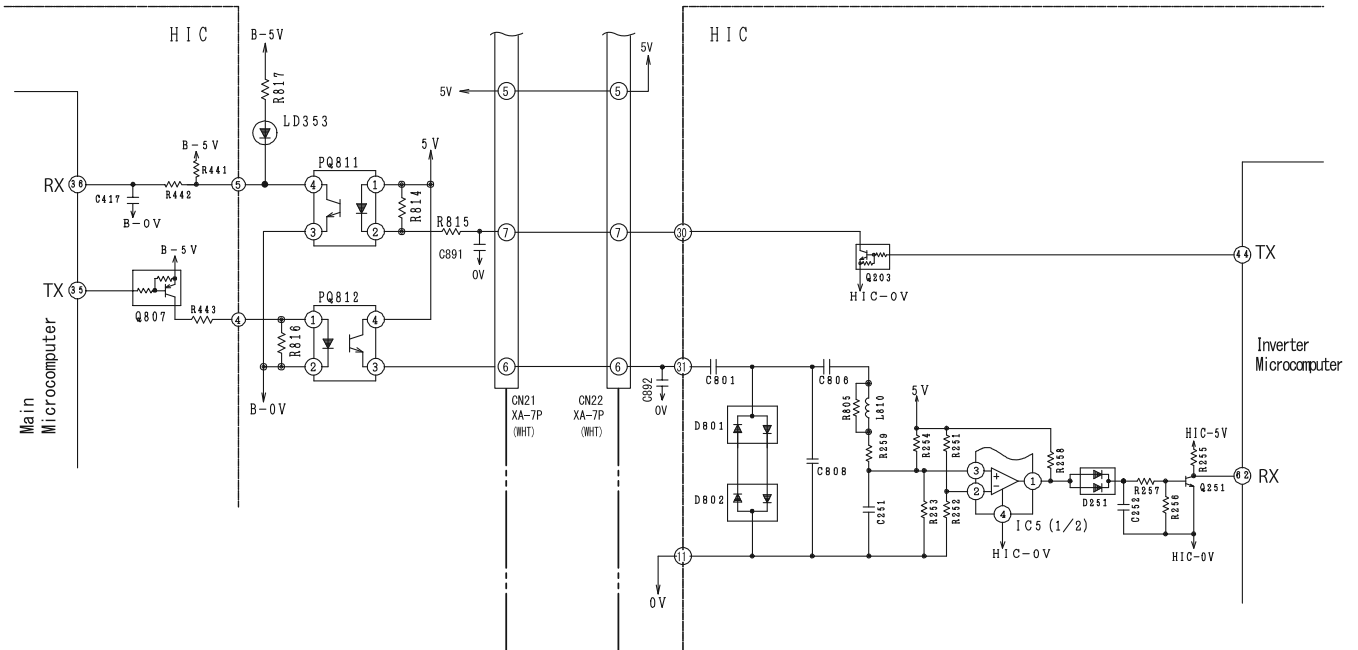 HIC
B-5V
R817
LD353
B-5V
R441
RX
36
C417
R442
B-0V
5
B-5V
TX
35
Q807
R443
4
Main
Microcomputer
PQ811
4
1
3
2
R814
5V
R815
C891
0V
PQ812
1
4
2
3
R816
B-0V
5V
5
7
6
CN21
XA-7P
(WHT)
5V
5
7
6
CN22
XA-7P
(WHT)
C892
0V
HIC
30
31
11
0V
Q203
HIC-0V
44
TX
Inverter
Microcomputer
C801
C806
D801
D802
C808
R805
L810
R259
C251
5V
R254
R251
R253
R252
3
2
+
-
1
4
IC5 (1/2)
HIC-0V
R258
D251
C252
R257
R256
HIC-5V
R255
Q251
HIC-0V
62
RX